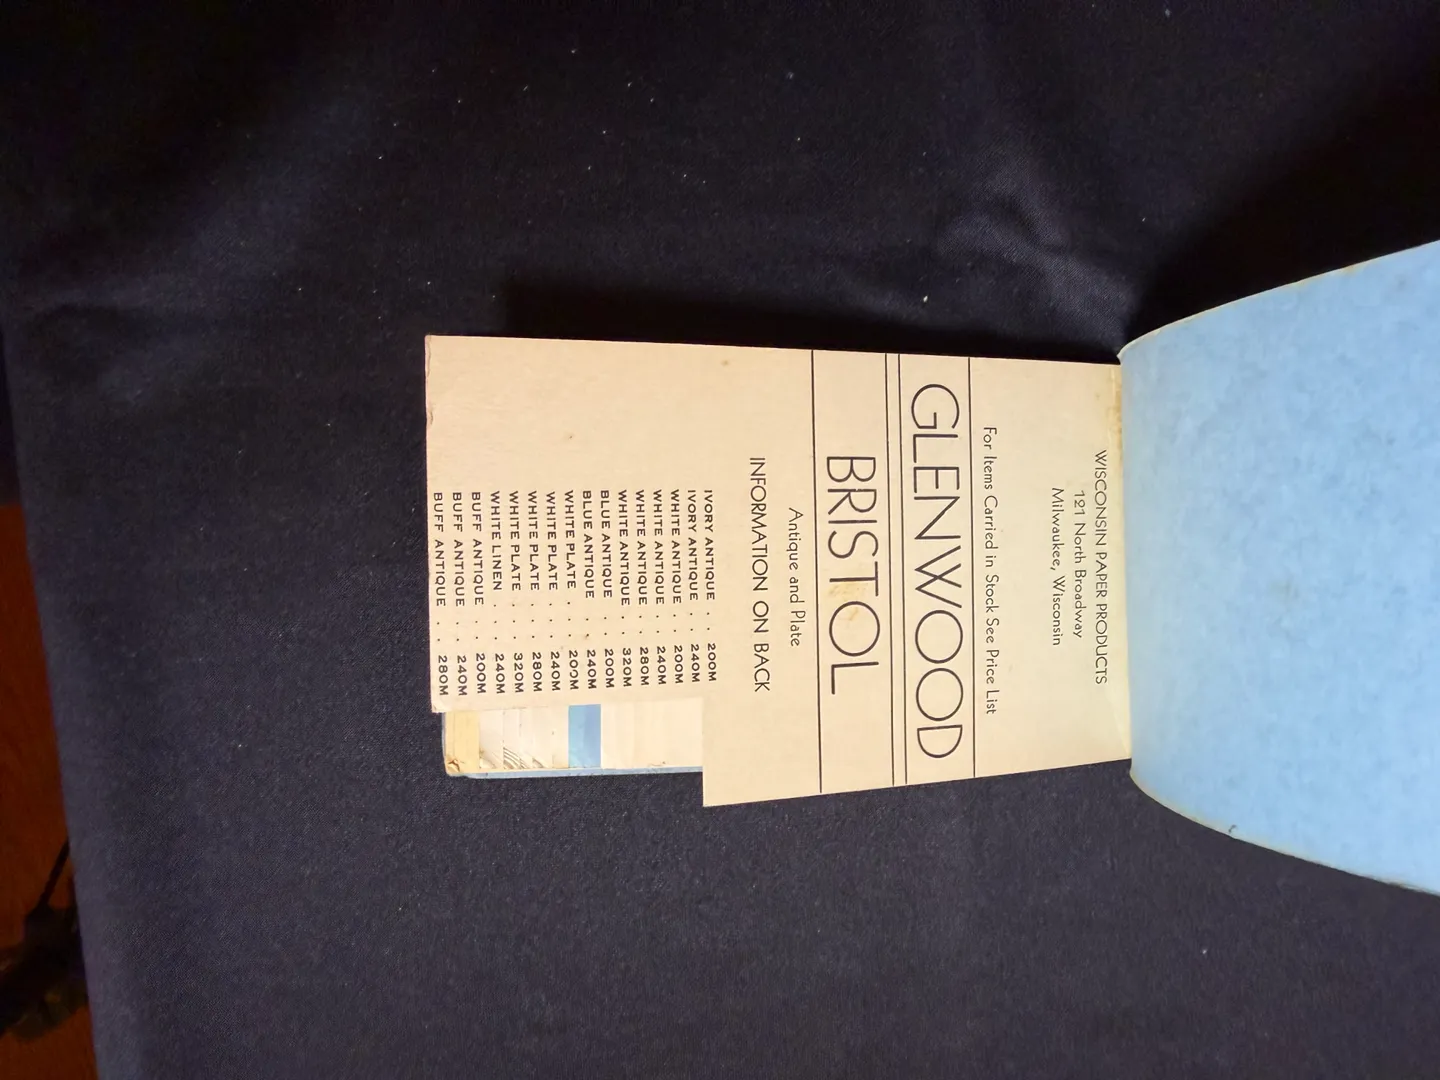 WISCONSIN PAPER PRODUCTS
121 North Broadway
Milwaukee, Wisconsin
For Items Carried in Stock See Price List
GLENWOOD
BRISTOL
Antique and Plate
INFORMATION ON BACK
IVORY ANTIQUE . . 200M
IVORY ANTIQUE . . 240M
WHITE ANTIQUE . . 200M
WHITE ANTIQUE . . 240M
WHITE ANTIQUE . . 280M
WHITE ANTIQUE . . 320M
BLUE ANTIQUE . . 200M
BLUE ANTIQUE . . 240M
WHITE PLATE . . . 200M
WHITE PLATE . . . 240M
WHITE PLATE . . . 280M
WHITE PLATE . . . 320M
WHITE LINEN . . . 240M
BUFF ANTIQUE . . 200M
BUFF ANTIQUE . . 240M
BUFF ANTIQUE . . 280M